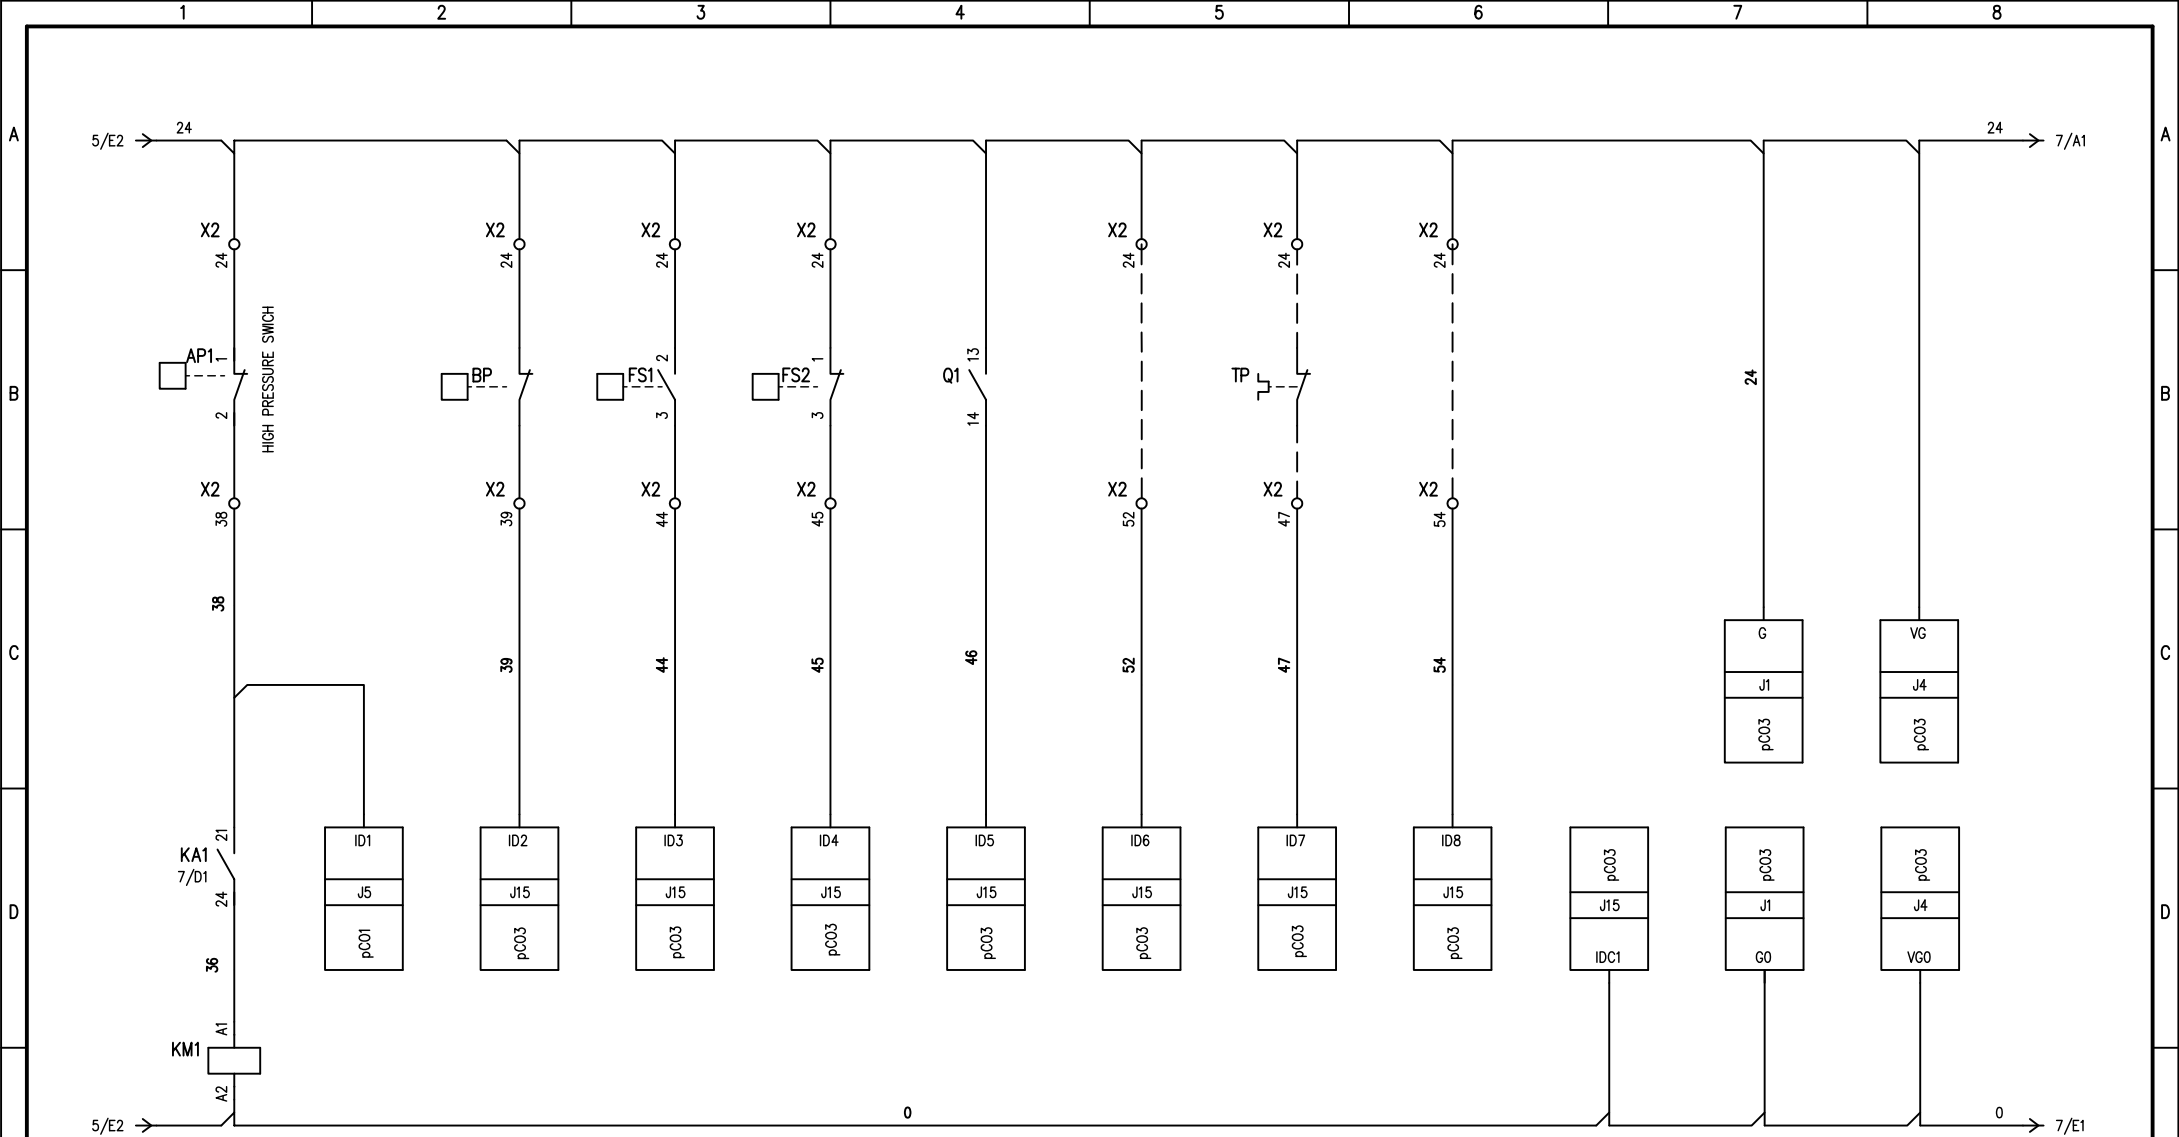 1 2 3 4 5 6 7 8
A A
5/E2 24 24 7/A1
X2 X2 X2 X2 X2 X2 X2
24 24 24 24 24 24 24
HIGH PRESSURE SWICH
AP1 1 2
BP
FS1 2 3
FS2 1 3
Q1 13 14
TP
24
B B
X2 X2 X2 X2 X2 X2 X2
38 39 44 45 52 47 54
38 39 44 45 46 52 47 54
C C
G VG
J1 J4
pCO3 pCO3
21
KA1
7/D1
24
ID1 ID2 ID3 ID4 ID5 ID6 ID7 ID8 pCO3 pCO3 pCO3
J5 J15 J15 J15 J15 J15 J15 J15 J15 J1 J4
pCO1 pCO3 pCO3 pCO3 pCO3 pCO3 pCO3 pCO3 IDC1 G0 VG0
D D
36
A1
KM1
A2
5/E2 0 0 7/E1